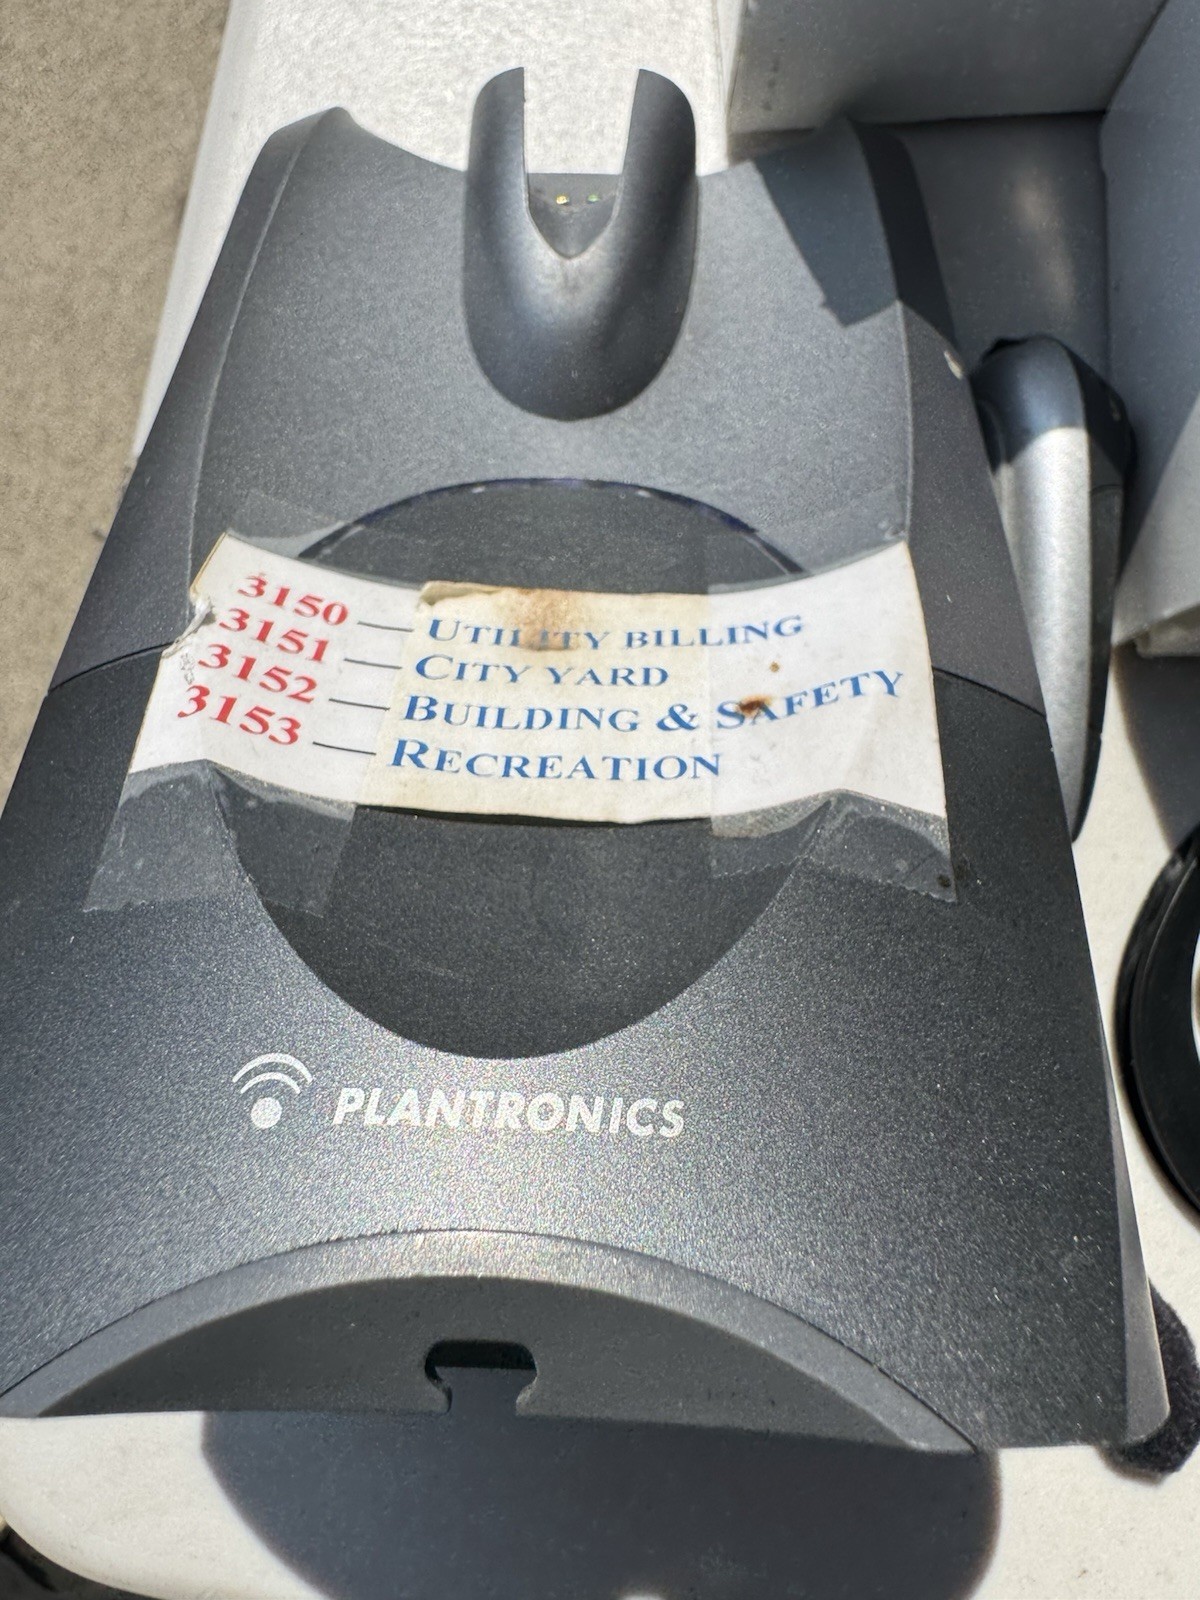 3150 — UTILITY BILLING
3151 — CITY YARD
3152 — BUILDING & SAFETY
3153 — RECREATION
PLANTRONICS